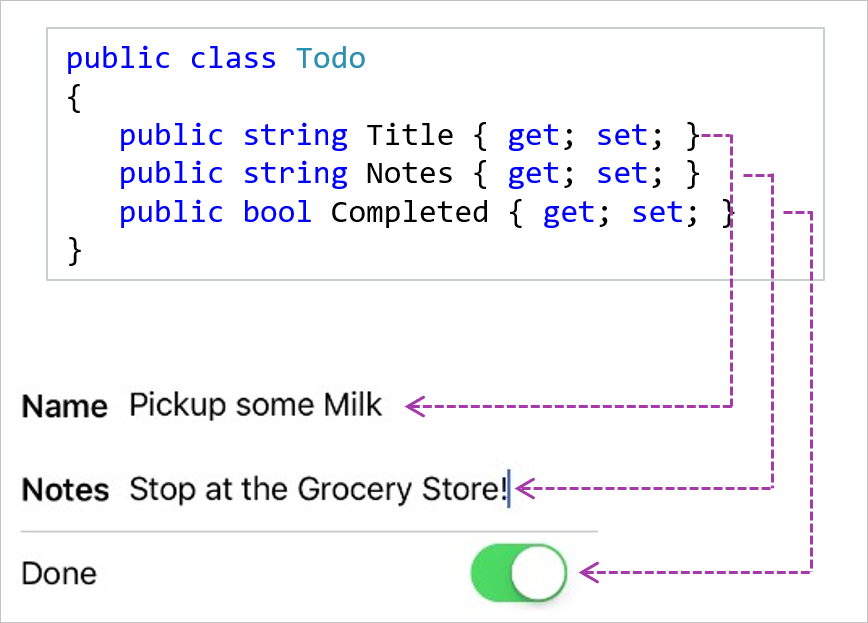 public class Todo
{
public string Title { get; set; }
public string Notes { get; set; }
public bool Completed { get; set; }
}
Name Pickup some Milk
Notes Stop at the Grocery Store!
Done